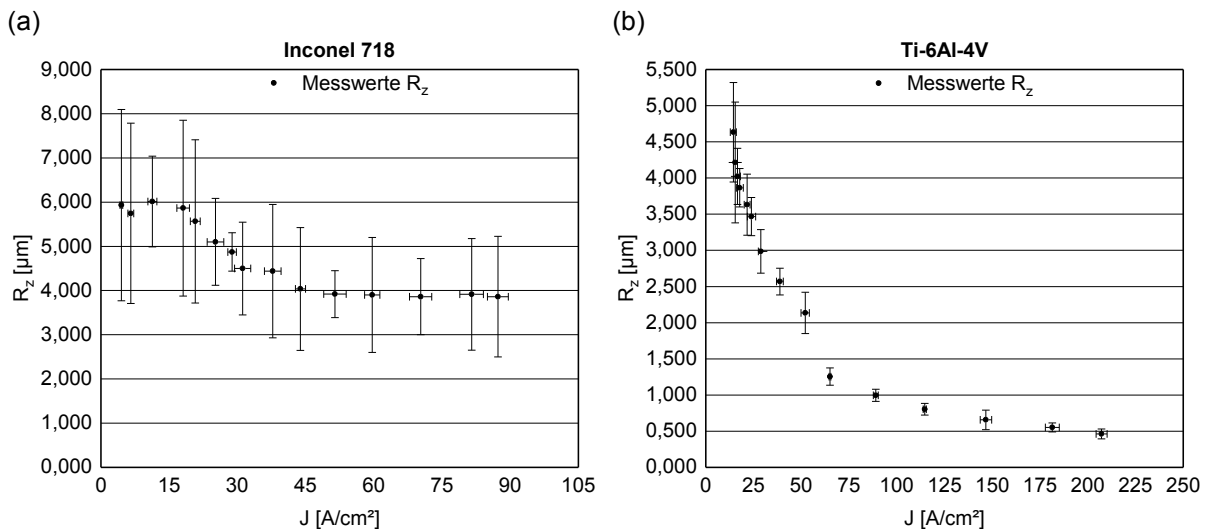 (a)
Inconel 718
Messwerte R_z
9,000
8,000
7,000
6,000
5,000
4,000
3,000
2,000
1,000
0,000
R_z [µm]
0 15 30 45 60 75 90 105
J [A/cm²]
(b)
Ti-6Al-4V
Messwerte R_z
5,500
5,000
4,500
4,000
3,500
3,000
2,500
2,000
1,500
1,000
0,500
0,000
R_z [µm]
0 25 50 75 100 125 150 175 200 225 250
J [A/cm²]